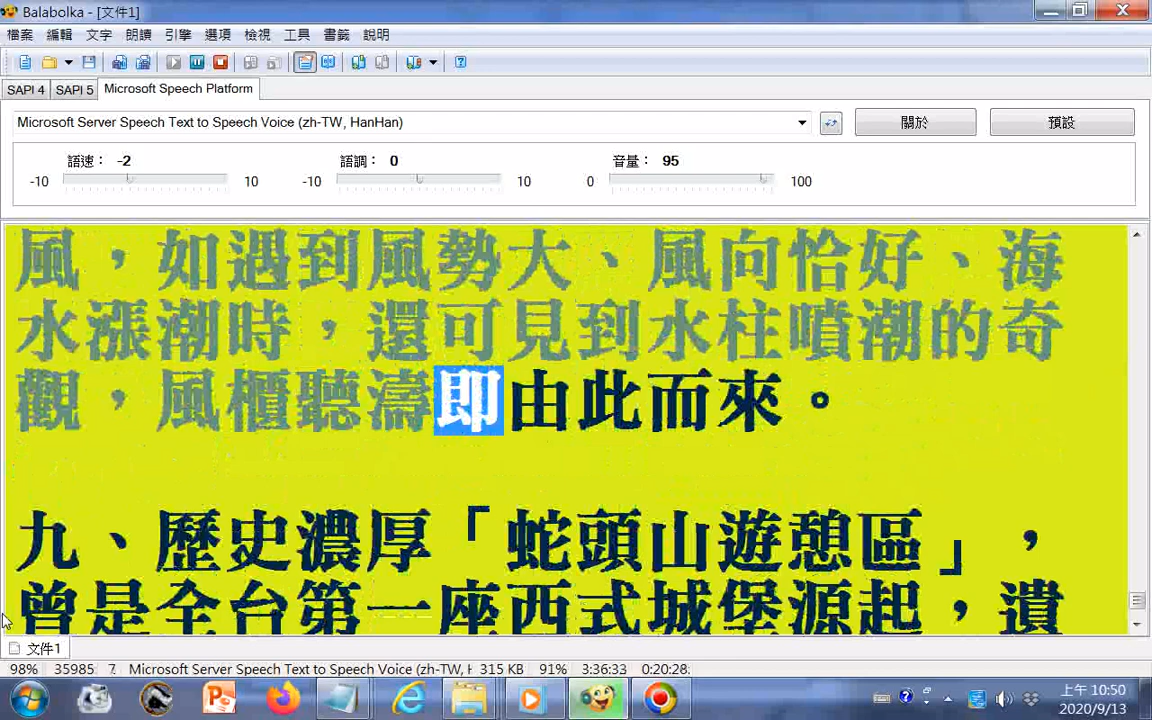 Balabolka - [文件1]
檔案 編輯 文字 朗讀 引擎 選項 檢視 工具 書籤 說明
SAPI 4 SAPI 5 Microsoft Speech Platform
Microsoft Server Speech Text to Speech Voice (zh-TW, HanHan)
關於 預設
語速： -2 語調： 0 音量： 95
-10 10 -10 10 0 100
風，如遇到風勢大、風向恰好、海
水漲潮時，還可見到水柱噴潮的奇
觀，風櫃聽濤即由此而來。
九、歷史濃厚「蛇頭山遊憩區」，
曾是全台第一座西式城堡源起，遺
文件1
98% 35985 7 Microsoft Server Speech Text to Speech Voice (zh-TW, H 315 KB 91% 3:36:33 0:20:28
上午 10:50
2020/9/13